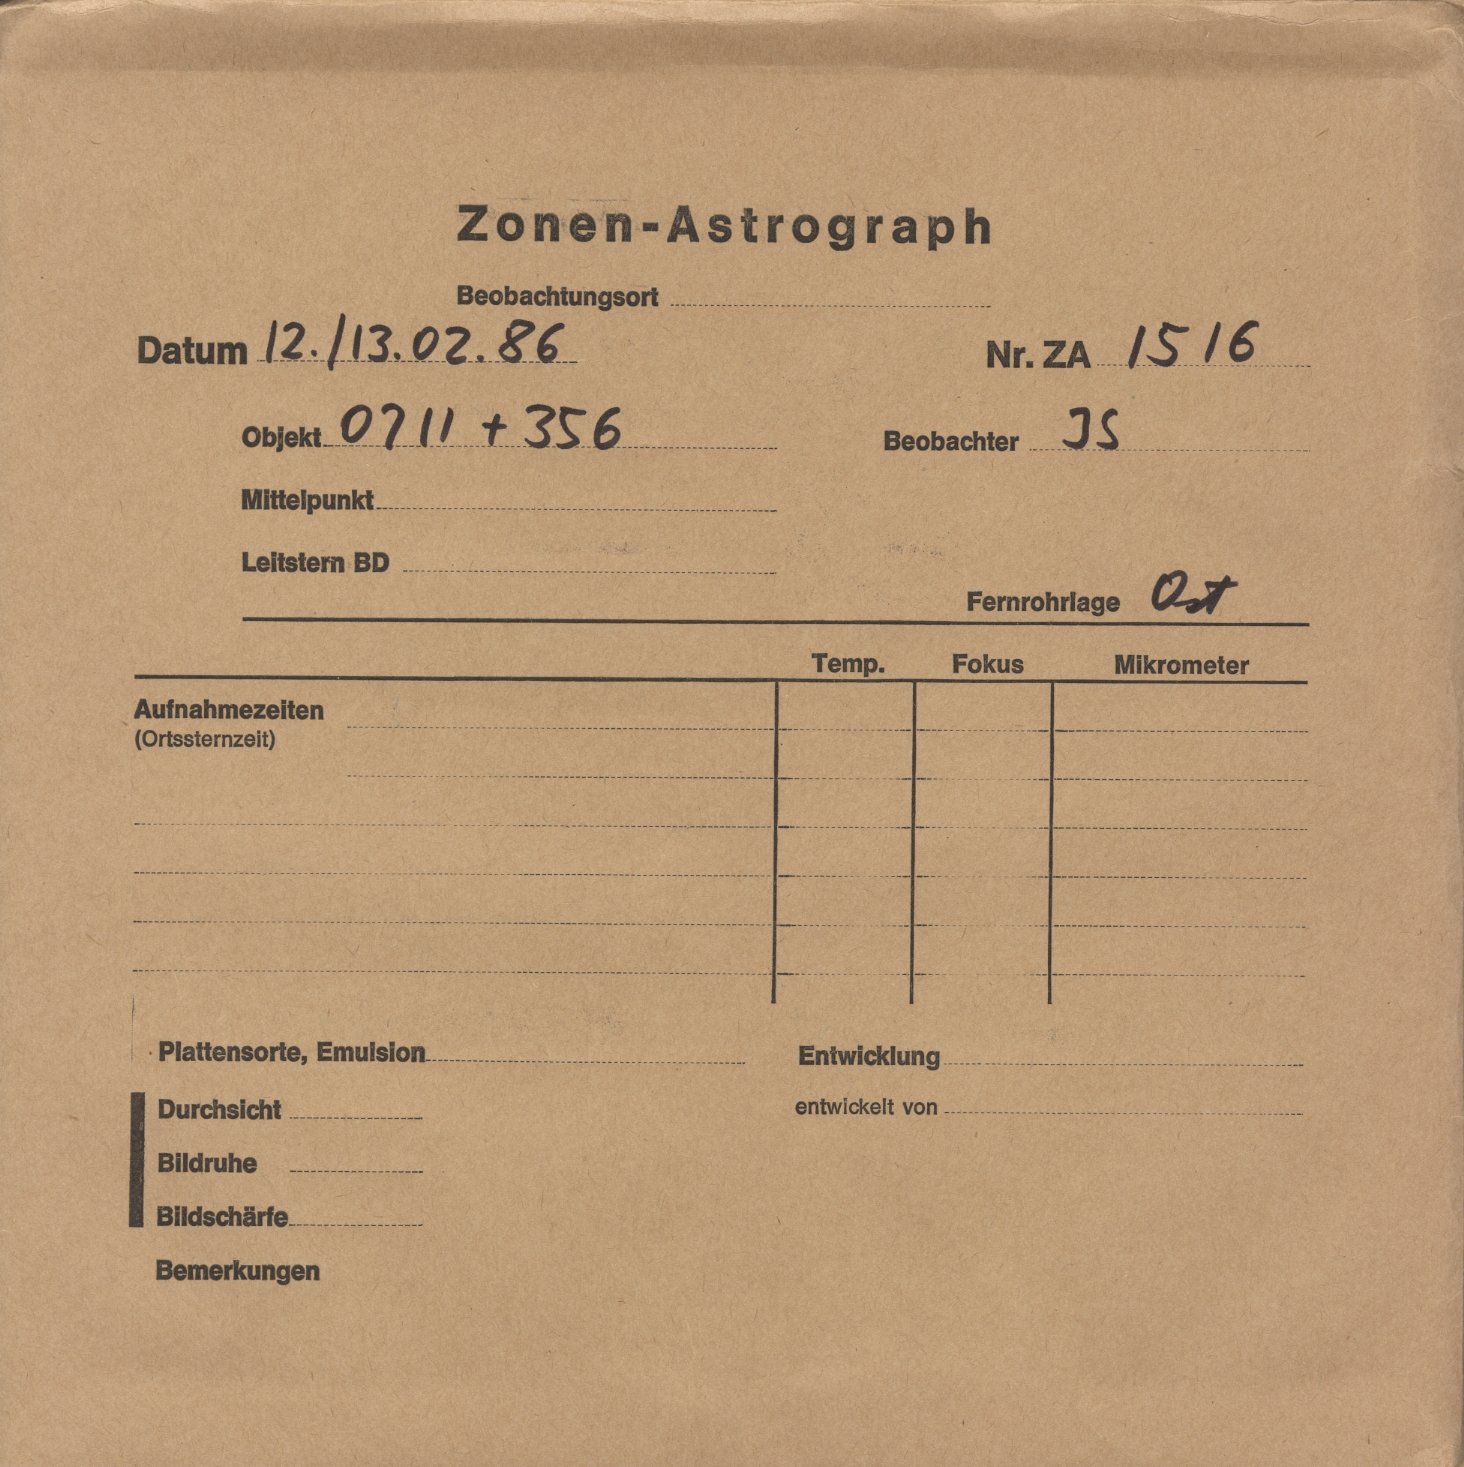 Zonen-Astrograph
Beobachtungsort
Datum 12./13.02.86 Nr. ZA 1516
Objekt 0711 + 356 Beobachter JS
Mittelpunkt
Leitstern BD
Fernrohrlage Ost
Temp. Fokus Mikrometer
Aufnahmezeiten
(Ortssternzeit)
Plattensorte, Emulsion Entwicklung
Durchsicht entwickelt von
Bildruhe
Bildschärfe
Bemerkungen